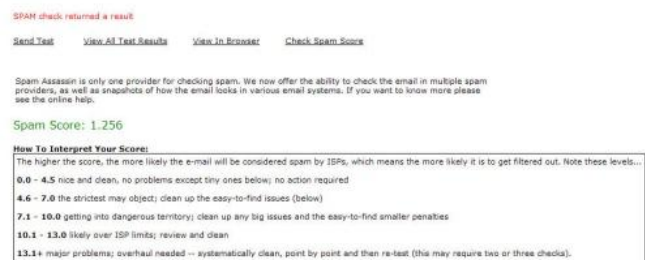 SPAM check returned a result
Send Test View All Test Results View In Browser Check Spam Score
Spam Assassin is only one provider for checking spam. We now offer the ability to check the email in multiple spam
providers, as well as snapshots of how the email looks in various email systems. If you want to know more please
see the online help.
Spam Score: 1.256
How To Interpret Your Score:
The higher the score, the more likely the e-mail will be considered spam by ISPs, which means the more likely it is to get filtered out. Note these levels...
0.0 - 4.5 nice and clean, no problems except tiny ones below; no action required
4.6 - 7.0 the strictest may object; clean up the easy-to-find issues (below)
7.1 - 10.0 getting into dangerous territory; clean up any big issues and the easy-to-find smaller penalties
10.1 - 13.0 likely over ISP limits; review and clean
13.1+ major problems; overhaul needed -- systematically clean, point by point and then re-test (this may require two or three checks).